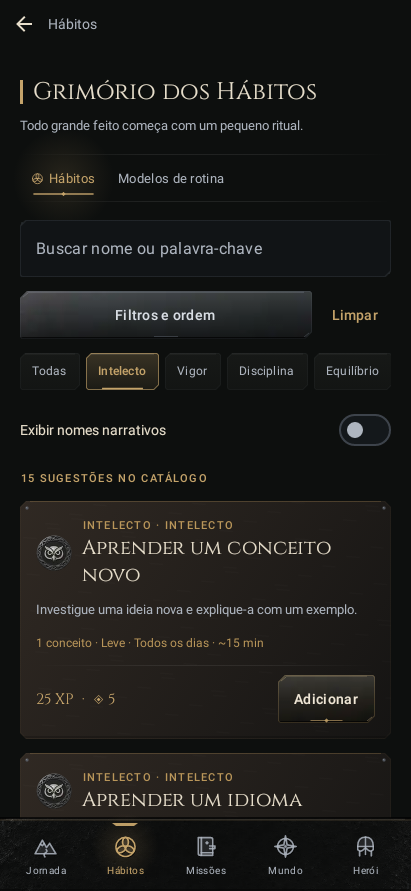 Hábitos
Grimório dos Hábitos
Todo grande feito começa com um pequeno ritual.
Hábitos Modelos de rotina
Buscar nome ou palavra-chave
Filtros e ordem Limpar
Todas Intelecto Vigor Disciplina Equilíbrio
Exibir nomes narrativos
15 SUGESTÕES NO CATÁLOGO
INTELECTO · INTELECTO
Aprender um conceito
novo
Investigue uma ideia nova e explique-a com um exemplo.
1 conceito · Leve · Todos os dias · ~15 min
25 XP · ◈ 5 Adicionar
INTELECTO · INTELECTO
Aprender um idioma
Jornada Hábitos Missões Mundo Herói